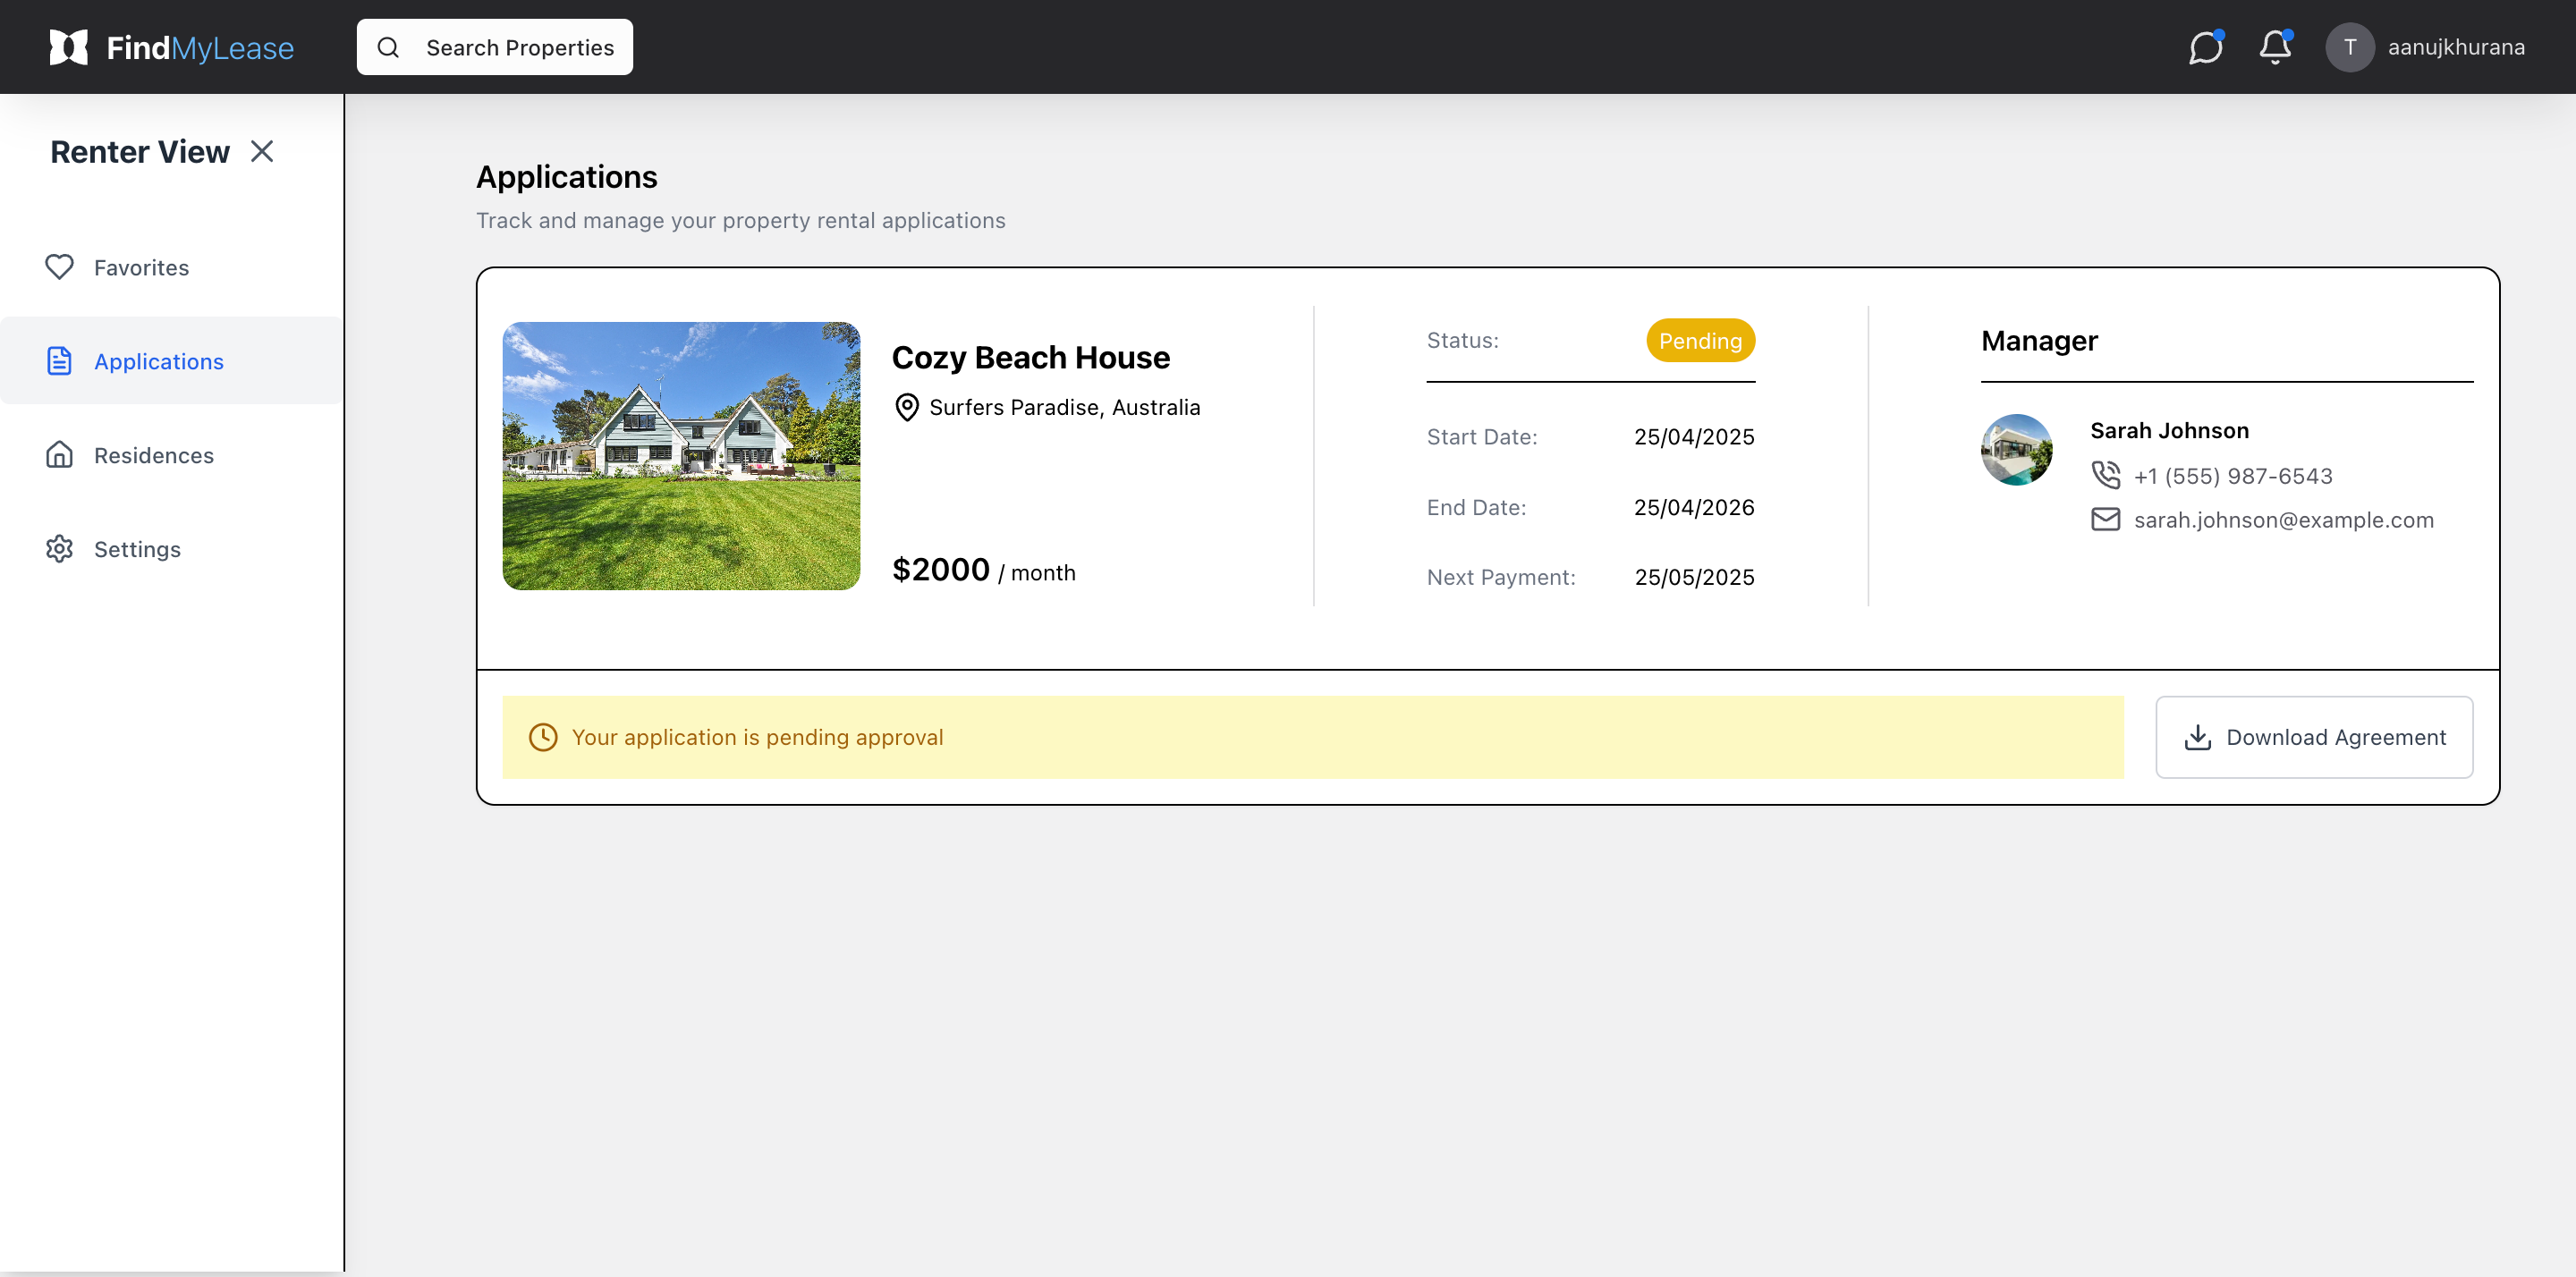 FindMyLease
Search Properties
T
aanujkhurana
Renter View
Favorites
Applications
Residences
Settings
Applications
Track and manage your property rental applications
Cozy Beach House
Surfers Paradise, Australia
$2000 / month
Status: Pending
Start Date: 25/04/2025
End Date: 25/04/2026
Next Payment: 25/05/2025
Manager
Sarah Johnson
+1 (555) 987-6543
sarah.johnson@example.com
Your application is pending approval
Download Agreement